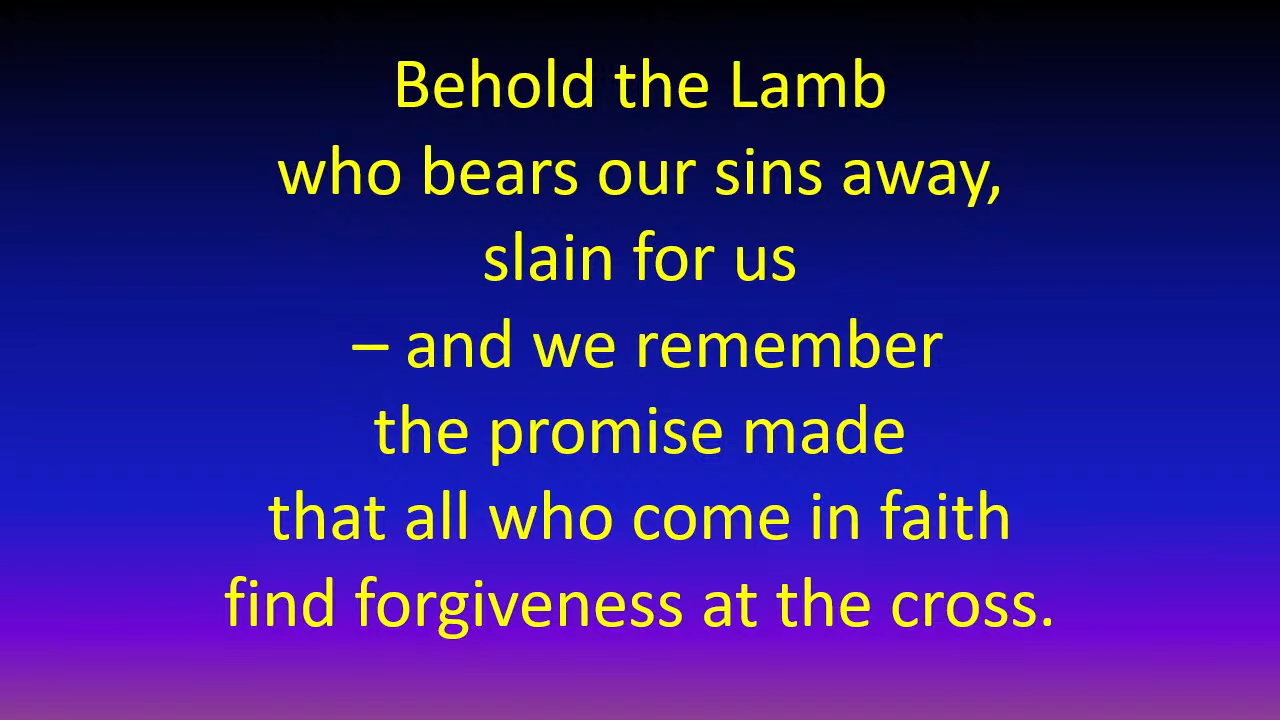 Behold the Lamb
who bears our sins away,
slain for us
– and we remember
the promise made
that all who come in faith
find forgiveness at the cross.